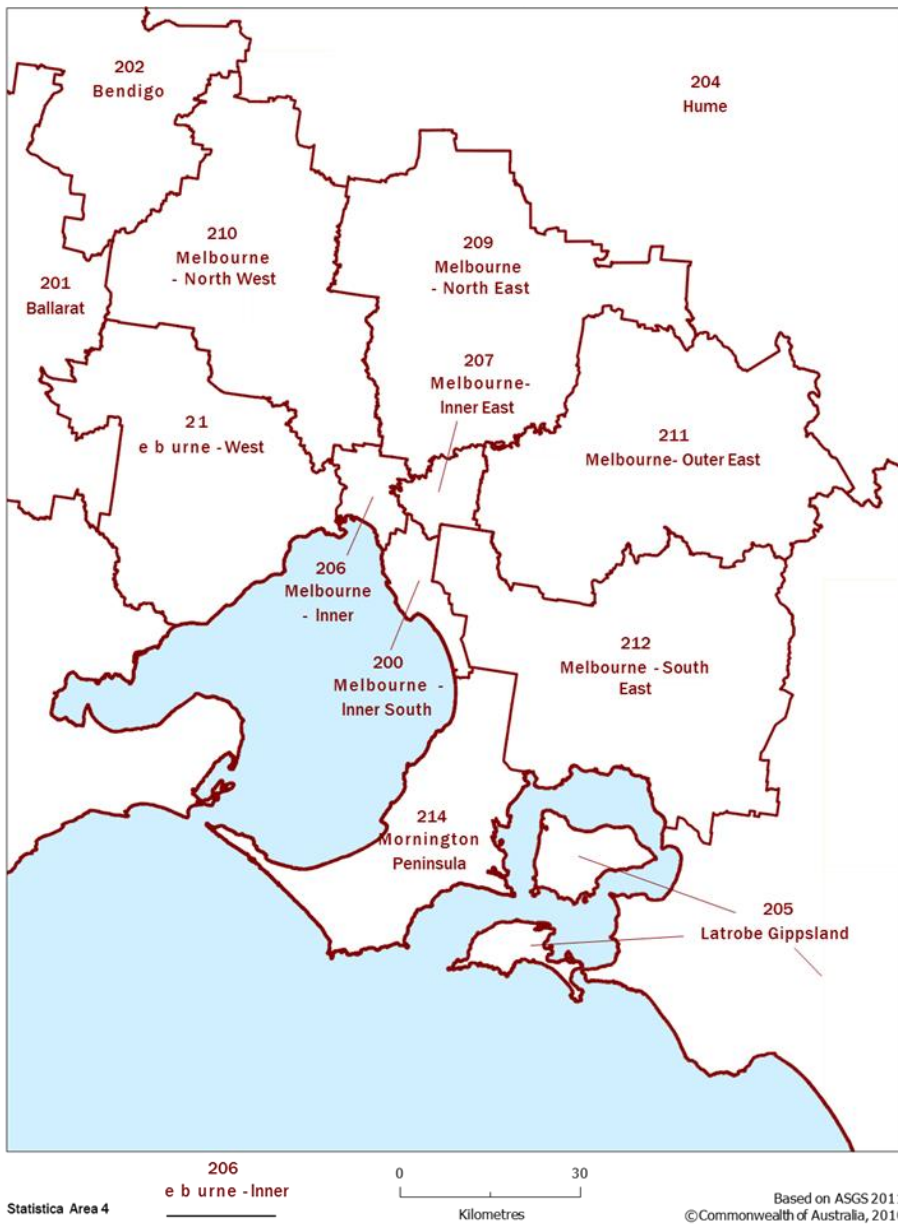 202
Bendigo
204
Hume
210
Melbourne
- North West
209
Melbourne
- North East
201
Ballarat
207
Melbourne-
Inner East
21
e b urne - West
211
Melbourne- Outer East
206
Melbourne
- Inner
212
Melbourne - South
East
200
Melbourne -
Inner South
214
Mornington
Peninsula
205
Latrobe Gippsland
206
e b urne - Inner
0 30
Kilometres
Statistica Area 4
Based on ASGS 2011
©Commonwealth of Australia, 2010